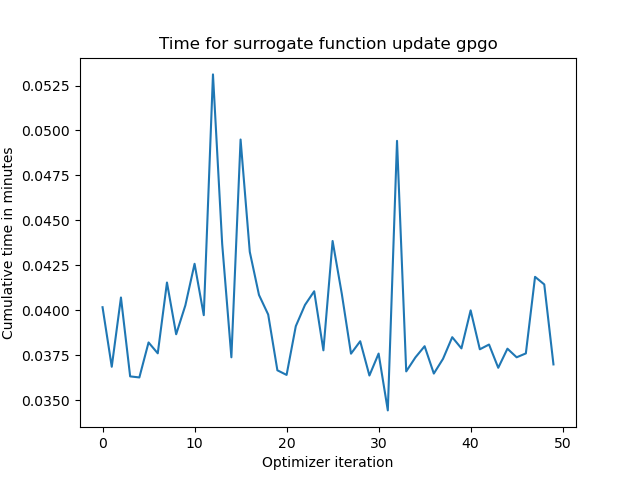 Time for surrogate function update gpgo
Cumulative time in minutes
0.0525
0.0500
0.0475
0.0450
0.0425
0.0400
0.0375
0.0350
0 10 20 30 40 50
Optimizer iteration